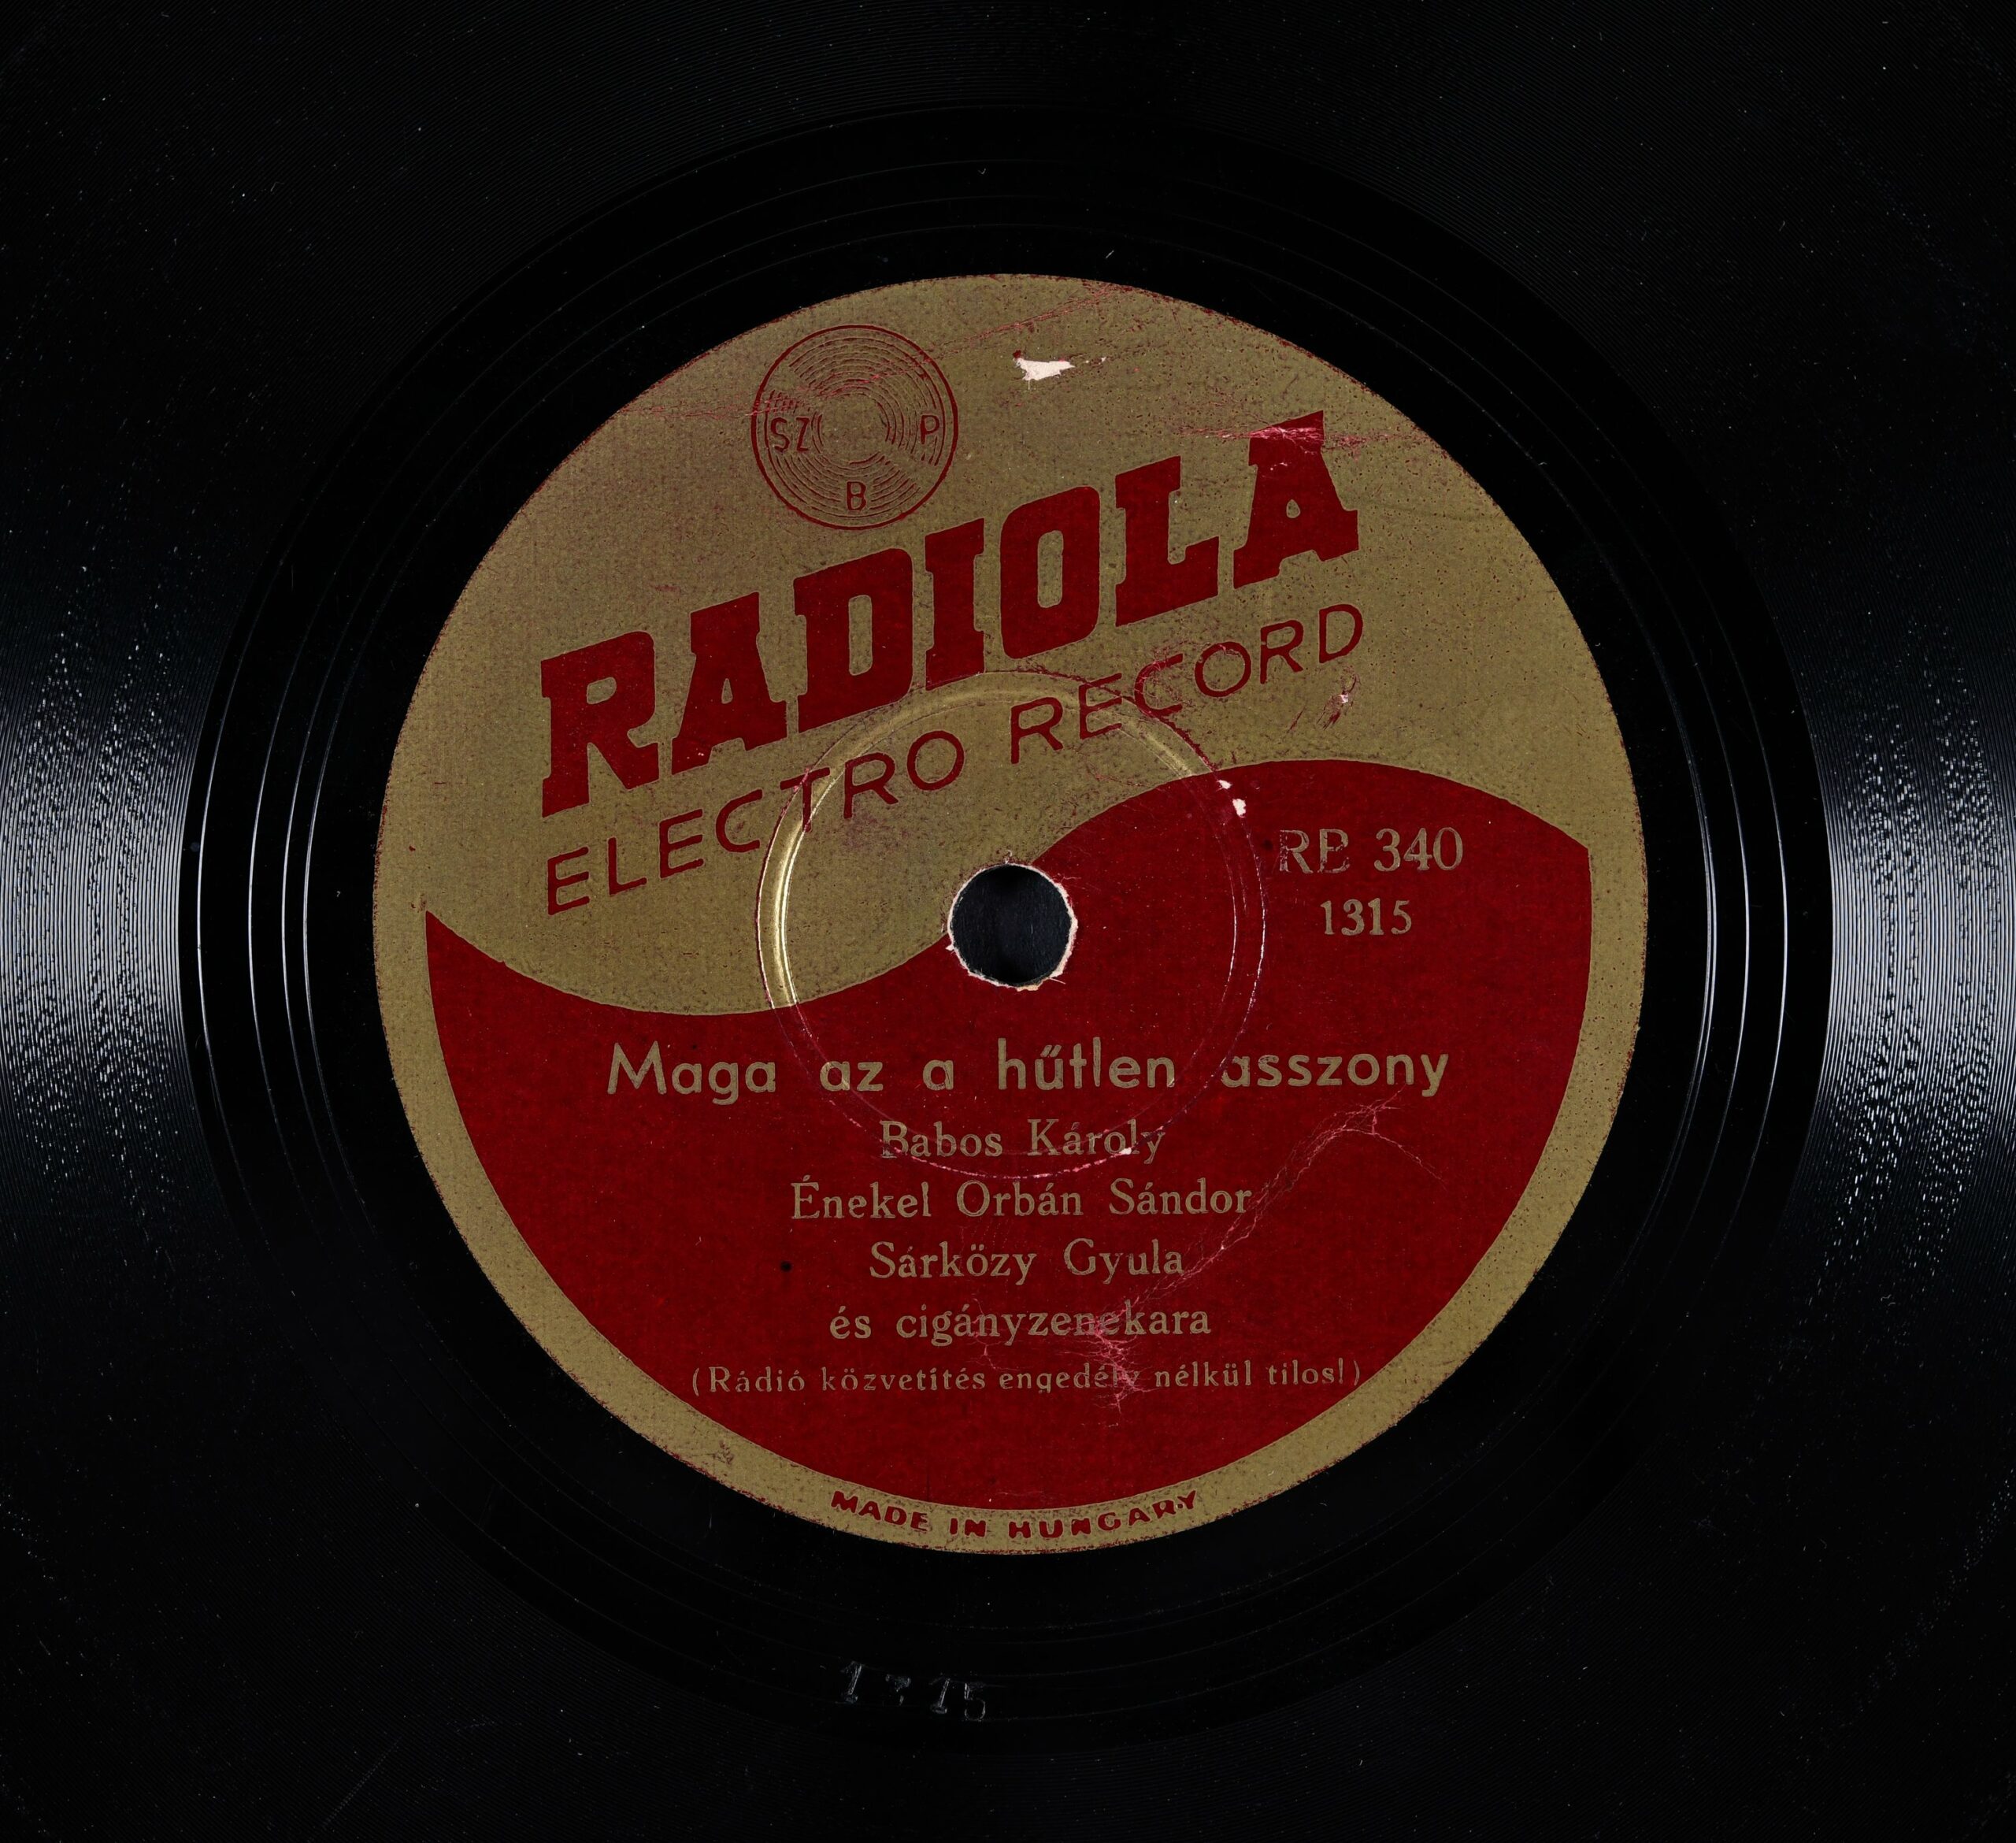 SZ P
B
RADIOLA
ELECTRO RECORD
RB 340
1315
Maga az a hűtlen asszony
Babos Károly
Énekel Orbán Sándor
Sárközy Gyula
és cigányzenekara
(Rádió közvetítés engedély nélkül tilos!)
MADE IN HUNGARY
1315